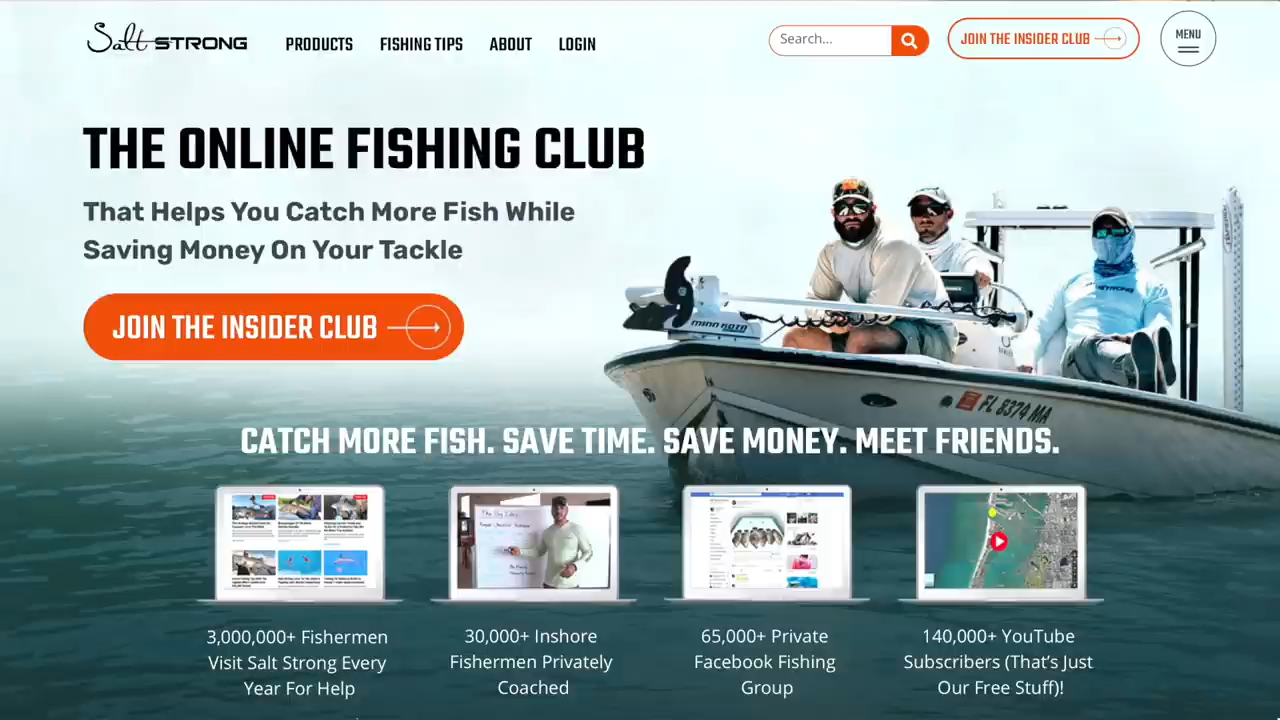 Salt STRONG
PRODUCTS FISHING TIPS ABOUT LOGIN
Search...
JOIN THE INSIDER CLUB
MENU
THE ONLINE FISHING CLUB
That Helps You Catch More Fish While
Saving Money On Your Tackle
JOIN THE INSIDER CLUB
MINN KOTA
FL 8374 MA
CATCH MORE FISH. SAVE TIME. SAVE MONEY. MEET FRIENDS.
3,000,000+ Fishermen
Visit Salt Strong Every
Year For Help
30,000+ Inshore
Fishermen Privately
Coached
65,000+ Private
Facebook Fishing
Group
140,000+ YouTube
Subscribers (That’s Just
Our Free Stuff)!